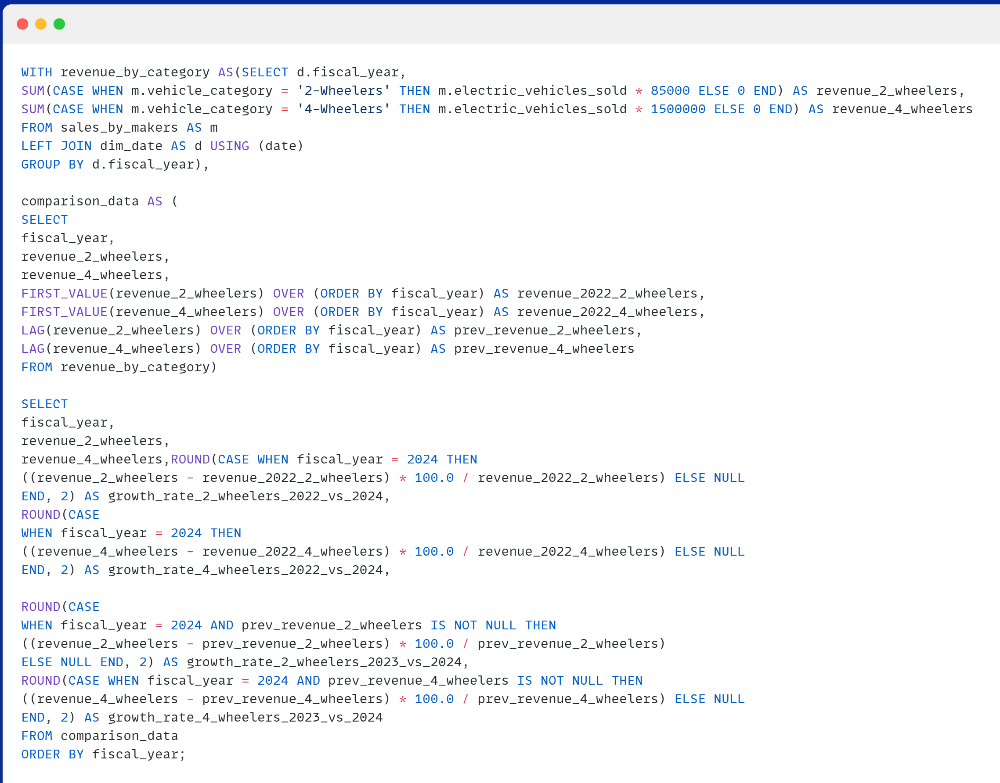 WITH revenue_by_category AS(SELECT d.fiscal_year,
SUM(CASE WHEN m.vehicle_category = '2-Wheelers' THEN m.electric_vehicles_sold * 85000 ELSE 0 END) AS revenue_2_wheelers,
SUM(CASE WHEN m.vehicle_category = '4-Wheelers' THEN m.electric_vehicles_sold * 1500000 ELSE 0 END) AS revenue_4_wheelers
FROM sales_by_makers AS m
LEFT JOIN dim_date AS d USING (date)
GROUP BY d.fiscal_year),
comparison_data AS (
SELECT
fiscal_year,
revenue_2_wheelers,
revenue_4_wheelers,
FIRST_VALUE(revenue_2_wheelers) OVER (ORDER BY fiscal_year) AS revenue_2022_2_wheelers,
FIRST_VALUE(revenue_4_wheelers) OVER (ORDER BY fiscal_year) AS revenue_2022_4_wheelers,
LAG(revenue_2_wheelers) OVER (ORDER BY fiscal_year) AS prev_revenue_2_wheelers,
LAG(revenue_4_wheelers) OVER (ORDER BY fiscal_year) AS prev_revenue_4_wheelers
FROM revenue_by_category)
SELECT
fiscal_year,
revenue_2_wheelers,
revenue_4_wheelers,ROUND(CASE WHEN fiscal_year = 2024 THEN
((revenue_2_wheelers - revenue_2022_2_wheelers) * 100.0 / revenue_2022_2_wheelers) ELSE NULL
END, 2) AS growth_rate_2_wheelers_2022_vs_2024,
ROUND(CASE
WHEN fiscal_year = 2024 THEN
((revenue_4_wheelers - revenue_2022_4_wheelers) * 100.0 / revenue_2022_4_wheelers) ELSE NULL
END, 2) AS growth_rate_4_wheelers_2022_vs_2024,
ROUND(CASE
WHEN fiscal_year = 2024 AND prev_revenue_2_wheelers IS NOT NULL THEN
((revenue_2_wheelers - prev_revenue_2_wheelers) * 100.0 / prev_revenue_2_wheelers)
ELSE NULL END, 2) AS growth_rate_2_wheelers_2023_vs_2024,
ROUND(CASE WHEN fiscal_year = 2024 AND prev_revenue_4_wheelers IS NOT NULL THEN
((revenue_4_wheelers - prev_revenue_4_wheelers) * 100.0 / prev_revenue_4_wheelers) ELSE NULL
END, 2) AS growth_rate_4_wheelers_2023_vs_2024
FROM comparison_data
ORDER BY fiscal_year;